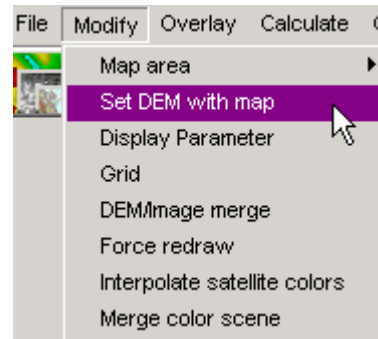 File Modify Overlay Calculate
Map area
Set DEM with map
Display Parameter
Grid
DEM/Image merge
Force redraw
Interpolate satellite colors
Merge color scene